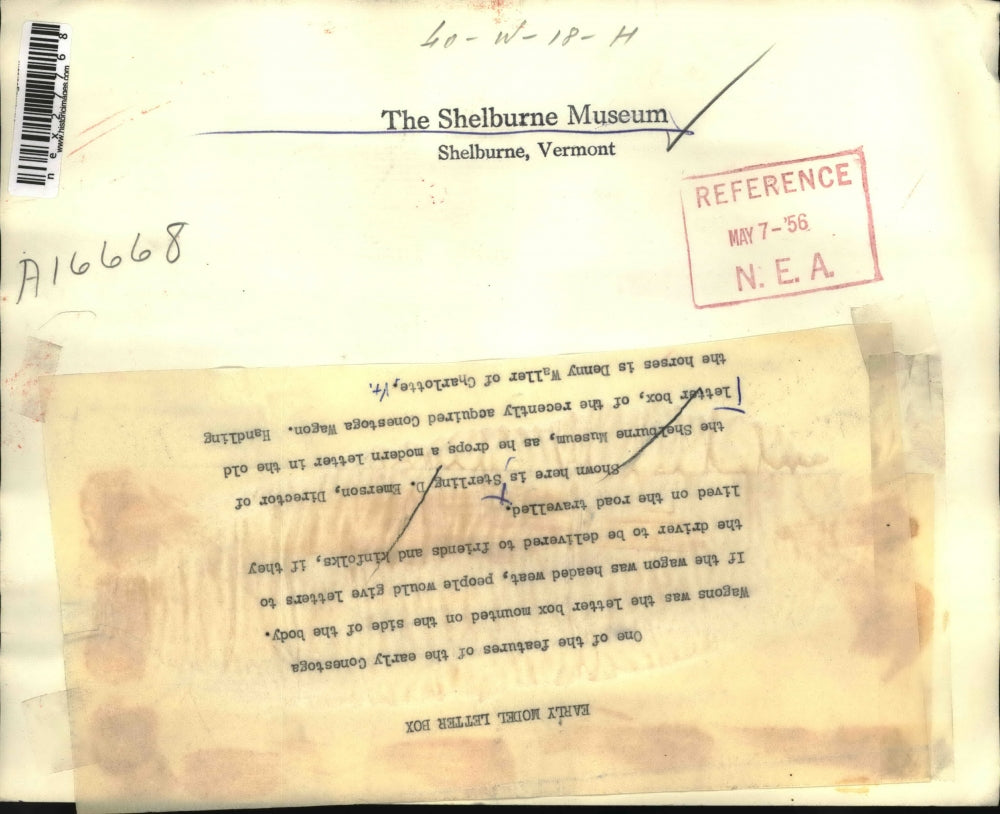 40-W-18-H
The Shelburne Museum
Shelburne, Vermont
REFERENCE
MAY 7-'56
N. E. A.
A16668
nex27768
www.historicimages.com
EARLY MODEL LETTER BOX
One of the features of the early Conestoga
Wagons was the letter box mounted on the side of the body.
If the wagon was headed west, people would give letters to
the driver to be delivered to friends and kinfolks, if they
lived on the road travelled.
Shown here is Sterling D. Emerson, Director of
the Shelburne Museum, as he drops a modern letter in the old
letter box, of the recently acquired Conestoga Wagon. Handling
the horses is Denny Waller of Charlotte, Vt.